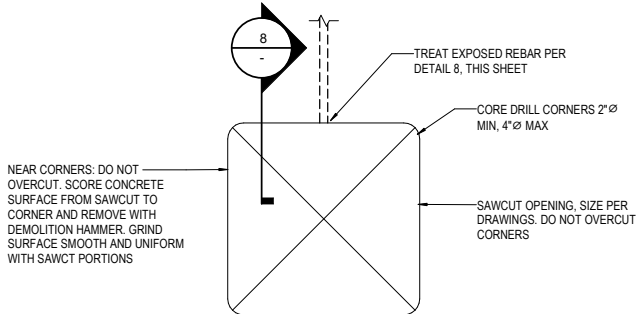 8
-
TREAT EXPOSED REBAR PER
DETAIL 8, THIS SHEET
CORE DRILL CORNERS 2"Ø
MIN, 4"Ø MAX
NEAR CORNERS: DO NOT
OVERCUT. SCORE CONCRETE
SURFACE FROM SAWCUT TO
CORNER AND REMOVE WITH
DEMOLITION HAMMER. GRIND
SURFACE SMOOTH AND UNIFORM
WITH SAWCT PORTIONS
SAWCUT OPENING, SIZE PER
DRAWINGS. DO NOT OVERCUT
CORNERS